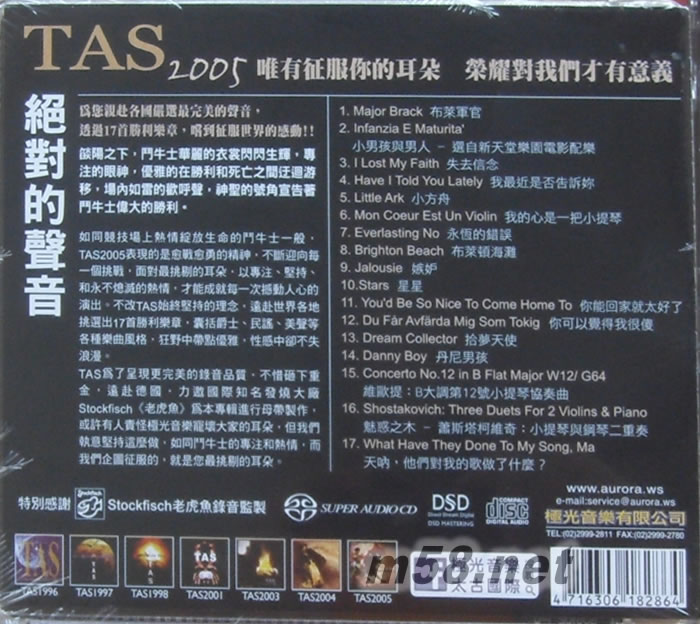 TAS 2005 唯有征服你的耳朵 榮耀對我們才有意義
絕對的聲音
爲您親赴各國嚴選最完美的聲音,
透過17首勝利樂章,嚐到征服世界的感動!!
燄陽之下,鬥牛士華麗的衣裳閃閃生輝,專
注的眼神,優雅的在勝利和死亡之間迂迴游
移,場內如雷的歡呼聲,神聖的號角宣告著
鬥牛士偉大的勝利。
如同競技場上熱情綻放生命的鬥牛士一般,
TAS2005表現的是愈戰愈勇的精神,不斷迎向每
一個挑戰,面對最挑剔的耳朵,以專注、堅持、
和永不熄滅的熱情,才能成就每一次撼動人心的
演出。不改TAS始終堅持的理念,遠赴世界各地
挑選出17首勝利樂章,囊括爵士、民謠、美聲等
各種樂曲風格,狂野中帶點優雅,性感中卻不失
浪漫。
TAS爲了呈現更完美的錄音品質,不惜砸下重
金,遠赴德國,力邀國際知名發燒大廠
Stockfisch《老虎魚》爲本專輯進行母帶製作,
或許有人責怪極光音樂寵壞大家的耳朵,但我們
執意堅持這麼做,如同鬥牛士的專注和熱情,而
我們企圖征服的,就是您最挑剔的耳朵。
1. Major Brack 布萊軍官
2. Infanzia E Maturita'
小男孩與男人 – 選自新天堂樂園電影配樂
3. I Lost My Faith 失去信念
4. Have I Told You Lately 我最近是否告訴妳
5. Little Ark 小方舟
6. Mon Coeur Est Un Violin 我的心是一把小提琴
7. Everlasting No 永恆的錯誤
8. Brighton Beach 布萊頓海灘
9. Jalousie 嫉妒
10.Stars 星星
11. You'd Be So Nice To Come Home To 你能回家就太好了
12. Du Får Avfärda Mig Som Tokig 你可以覺得我很傻
13. Dream Collector 拾夢天使
14. Danny Boy 丹尼男孩
15. Concerto No.12 in B Flat Major W12/ G64
維歐提:B大調第12號小提琴協奏曲
16. Shostakovich: Three Duets For 2 Violins & Piano
魅惑之木 – 蕭斯塔柯維奇:小提琴與鋼琴二重奏
17. What Have They Done To My Song, Ma
天吶,他們對我的歌做了什麼?
特別感謝 Stockfisch Stockfisch老虎魚錄音監製
SUPER AUDIO CD
DSD
Direct Stream Digital
DSD MASTERING
COMPACT
disc
DIGITAL AUDIO
www.aurora.ws
e-mail:service@aurora.ws
極光音樂有限公司
TEL:(02)2999-2811 FAX:(02)2999-2780
TAS1996 TAS1997 TAS1998 TAS2001 TAS2003 TAS2004 TAS2005
m58.net
太古國際
4 716306 182864